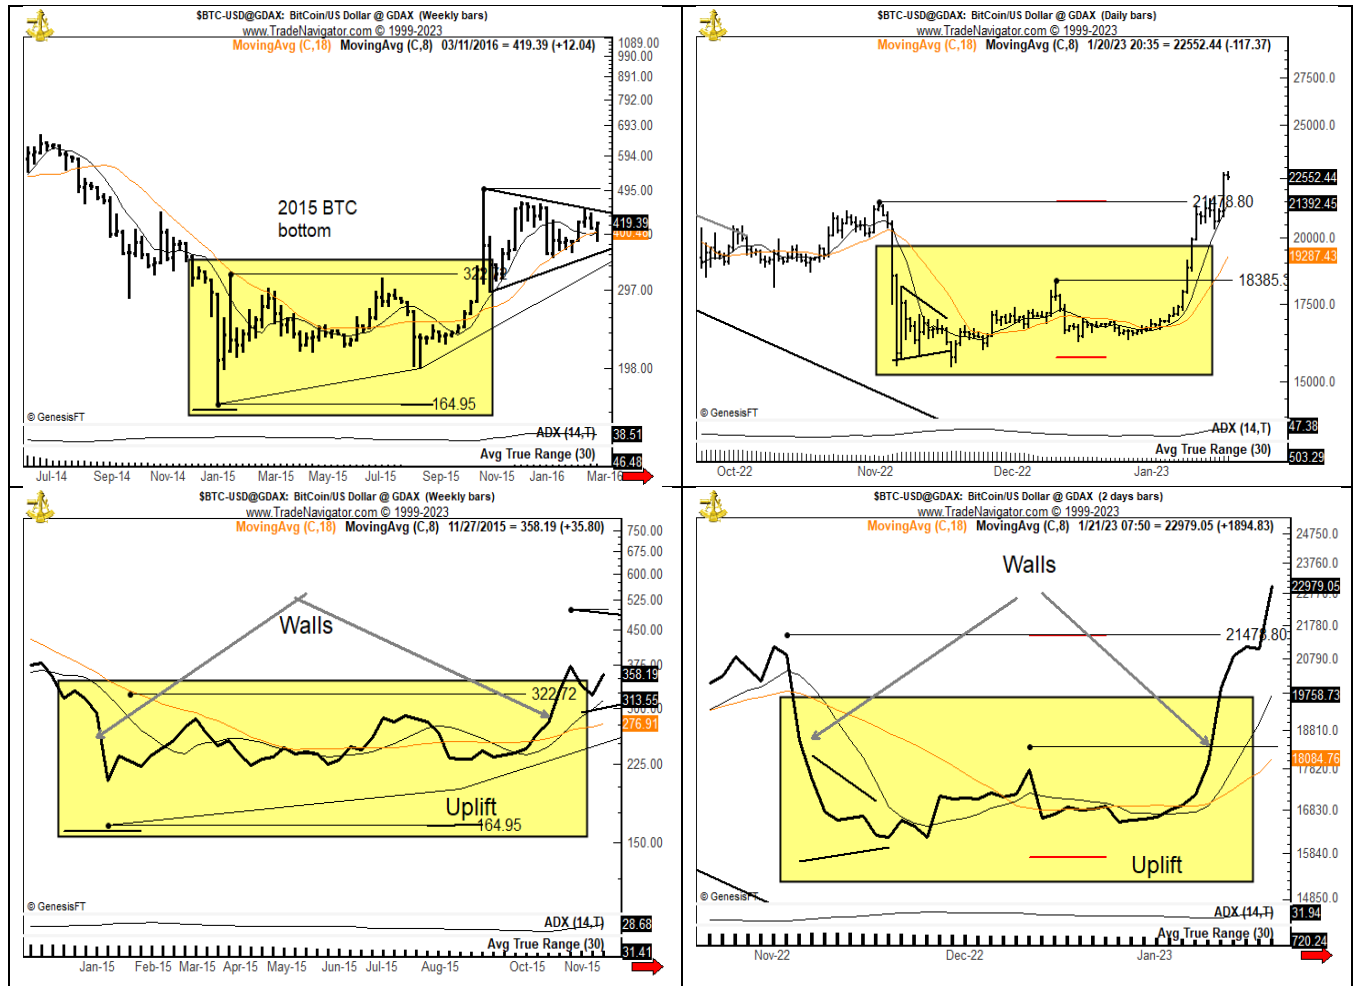 $BTC-USD@GDAX: BitCoin/US Dollar @ GDAX (Weekly bars)
www.TradeNavigator.com © 1999-2023
MovingAvg (C,18) MovingAvg (C,8) 03/11/2016 = 419.39 (+12.04)
1089.00
990.00
891.00
792.00
693.00
594.00
495.00
419.39
297.00
198.00
2015 BTC
bottom
164.95
© GenesisFT
ADX (14,T)
38.51
Avg True Range (30)
46.48
Jul-14 Sep-14 Nov-14 Jan-15 Mar-15 May-15 Jul-15 Sep-15 Nov-15 Jan-16 Mar-16
$BTC-USD@GDAX: BitCoin/US Dollar @ GDAX (Daily bars)
www.TradeNavigator.com © 1999-2023
MovingAvg (C,18) MovingAvg (C,8) 1/20/23 20:35 = 22552.44 (-117.37)
27500.0
25000.0
22552.44
21478.80
21392.45
20000.0
19287.43
18385.
17500.0
15000.0
© GenesisFT
ADX (14,T)
47.38
Avg True Range (30)
503.29
Oct-22 Nov-22 Dec-22 Jan-23
$BTC-USD@GDAX: BitCoin/US Dollar @ GDAX (Weekly bars)
www.TradeNavigator.com © 1999-2023
MovingAvg (C,18) MovingAvg (C,8) 11/27/2015 = 358.19 (+35.80)
750.00
675.00
600.00
525.00
450.00
375.00
358.19
313.55
300.00
276.91
225.00
150.00
Walls
322.72
Uplift
164.95
© GenesisFT
ADX (14,T)
28.68
Avg True Range (30)
31.41
Jan-15 Feb-15 Mar-15 Apr-15 May-15 Jun-15 Jul-15 Aug-15 Oct-15 Nov-15
$BTC-USD@GDAX: BitCoin/US Dollar @ GDAX (2 days bars)
www.TradeNavigator.com © 1999-2023
MovingAvg (C,18) MovingAvg (C,8) 1/21/23 07:50 = 22979.05 (+1894.83)
24750.0
23760.0
22979.05
22770.0
21780.0
20790.0
19758.73
18810.0
18084.76
17820.0
16830.0
15840.0
14850.0
Walls
21478.80
Uplift
© GenesisFT
ADX (14,T)
31.94
Avg True Range (30)
720.24
Nov-22 Dec-22 Jan-23